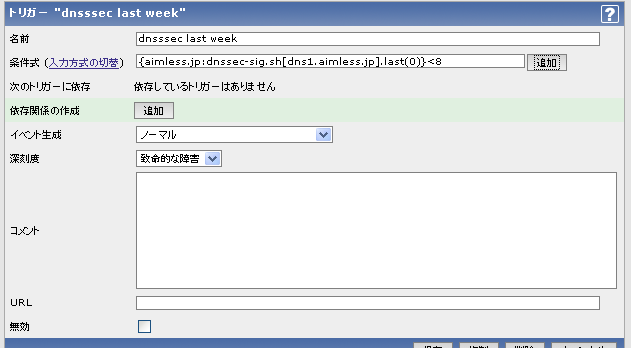 トリガー "dnsssec last week"
?
名前 dnsssec last week
条件式 (入力方式の切替) {aimless.jp:dnssec-sig.sh[dns1.aimless.jp].last(0)}<8 追加
次のトリガーに依存 依存しているトリガーはありません
依存関係の作成 追加
イベント生成 ノーマル
深刻度 致命的な障害
コメント
URL
無効